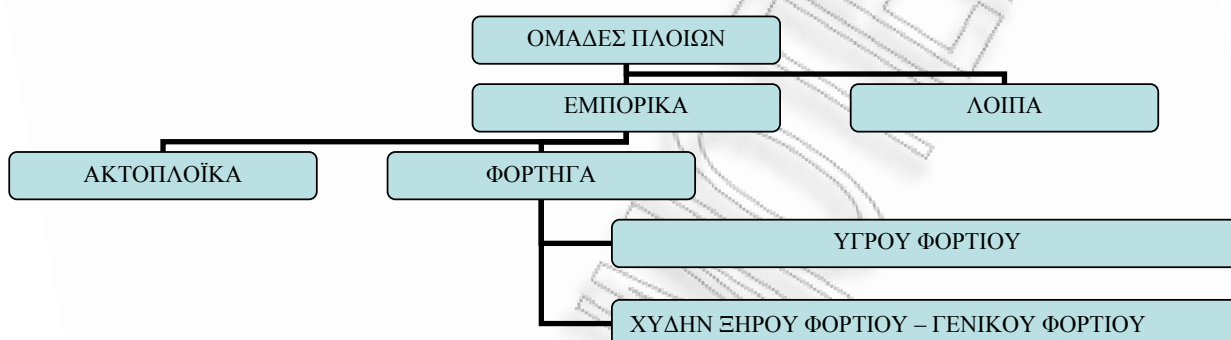 ΟΜΑΔΕΣ ΠΛΟΙΩΝ
ΕΜΠΟΡΙΚΑ
ΛΟΙΠΑ
ΑΚΤΟΠΛΟΪΚΑ
ΦΟΡΤΗΓΑ
ΥΓΡΟΥ ΦΟΡΤΙΟΥ
ΧΥΔΗΝ ΞΗΡΟΥ ΦΟΡΤΙΟΥ – ΓΕΝΙΚΟΥ ΦΟΡΤΙΟΥ